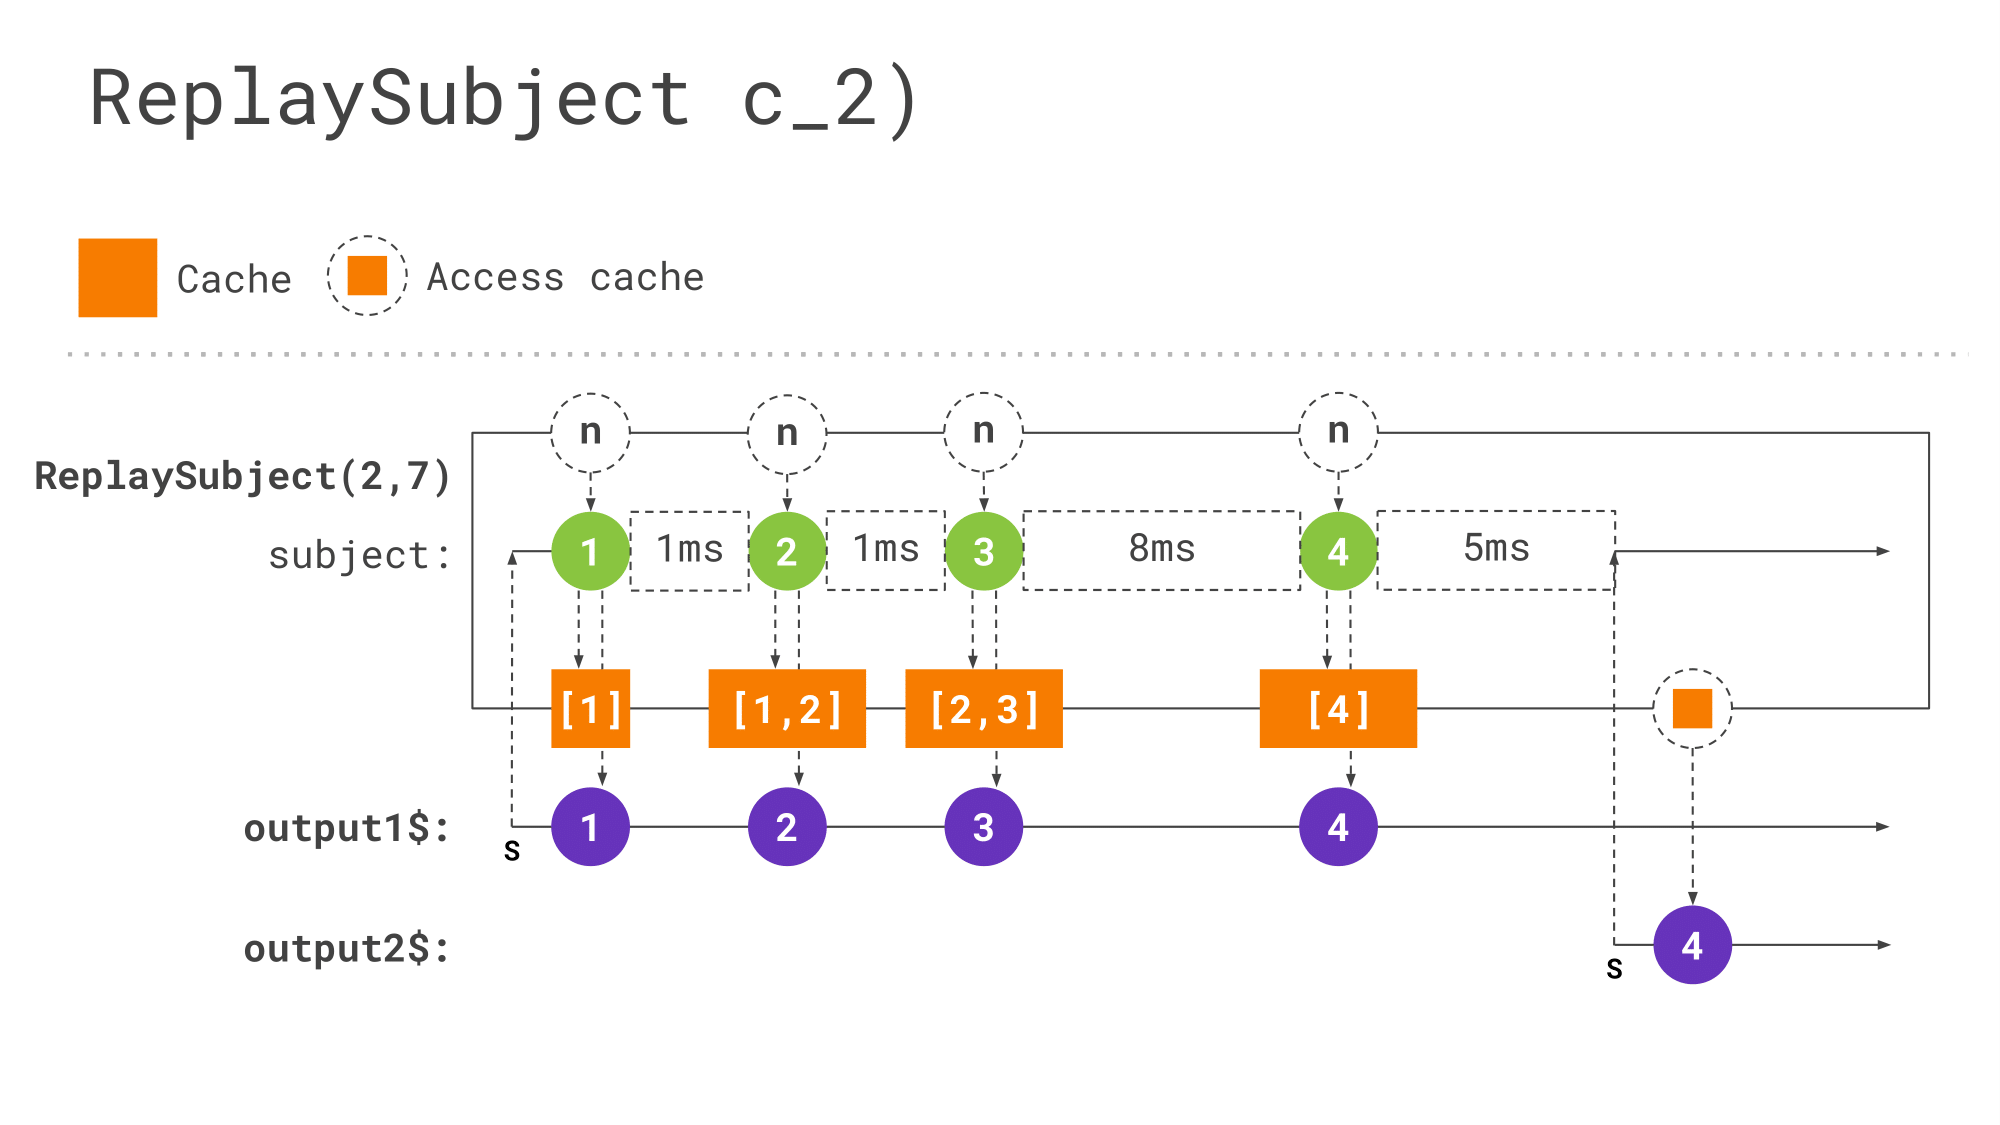 ReplaySubject c_2)
Cache Access cache
n n n n
ReplaySubject(2,7)
subject: 1 1ms 2 1ms 3 8ms 4 5ms
[1] [1,2] [2,3] [4]
output1$: 1 2 3 4
s
output2$: 4
s